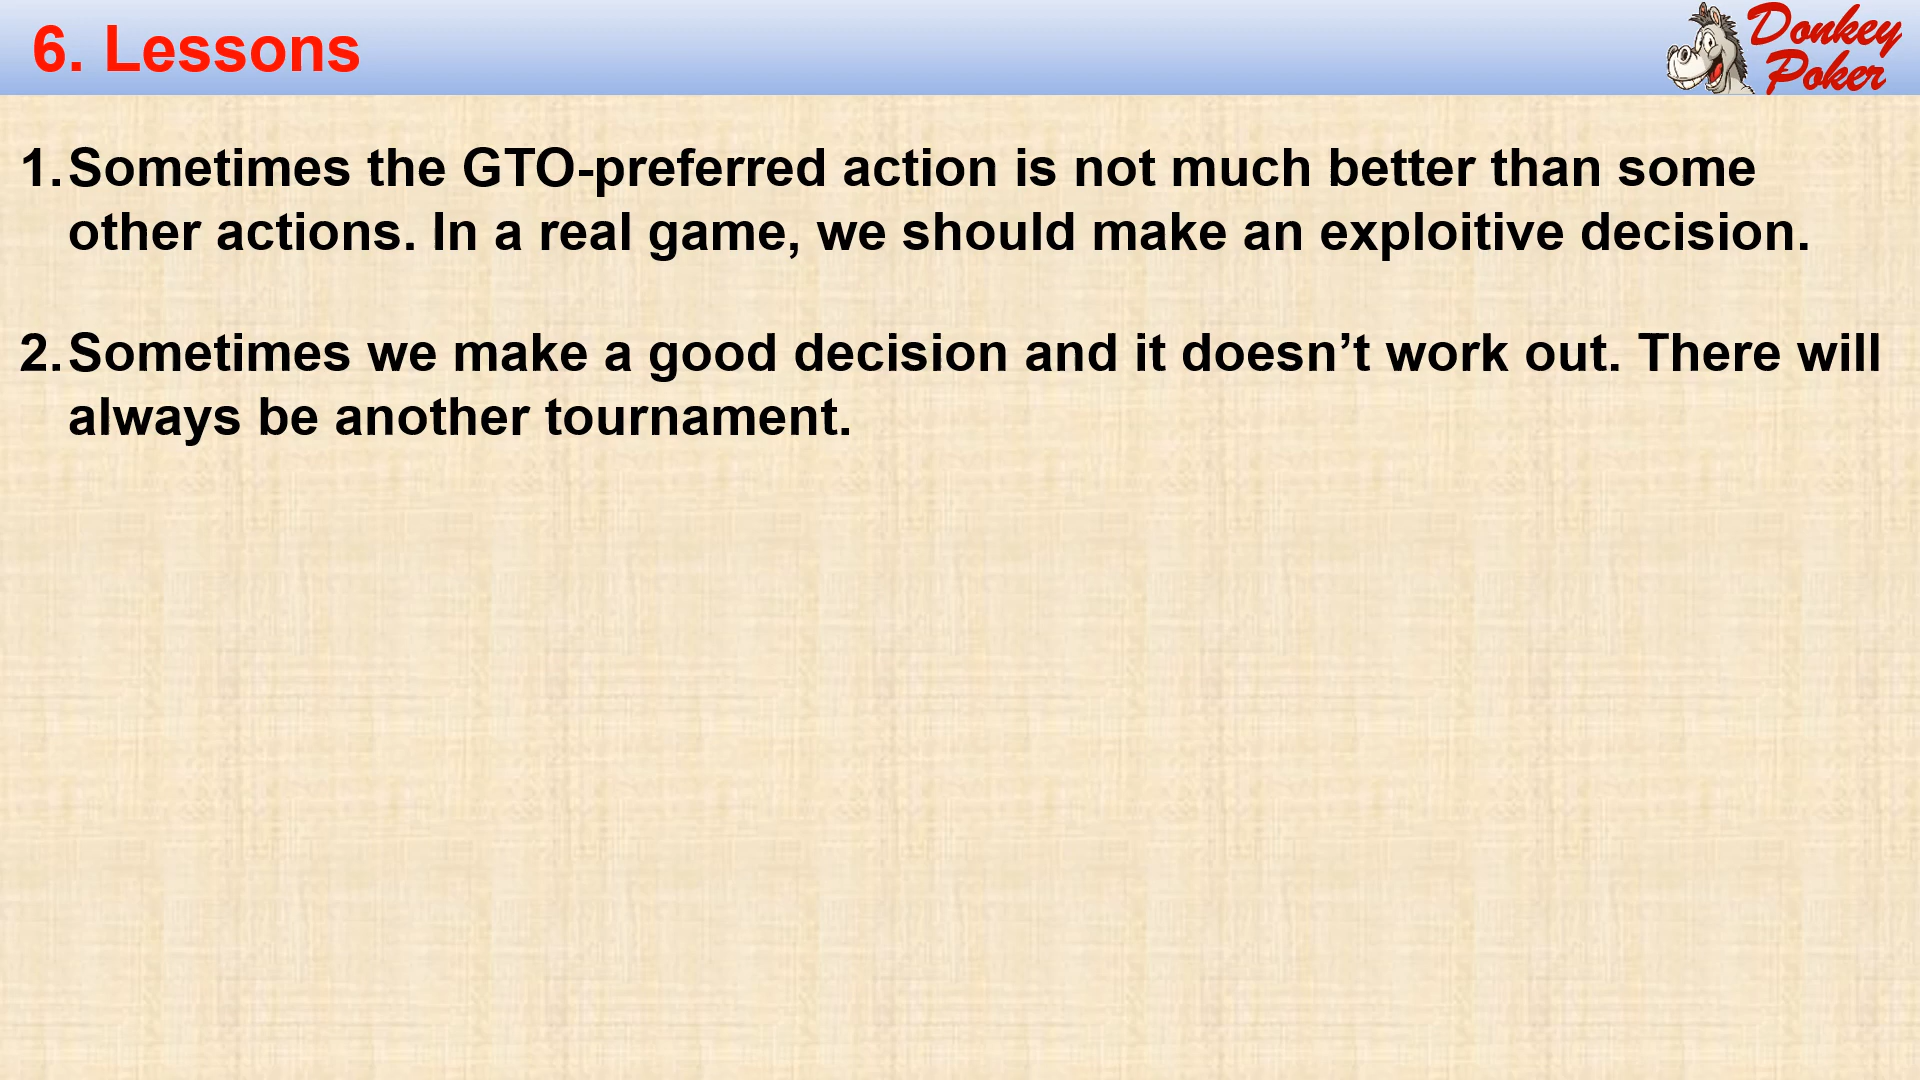 6. Lessons
Donkey
Poker
1. Sometimes the GTO-preferred action is not much better than some
other actions. In a real game, we should make an exploitive decision.
2. Sometimes we make a good decision and it doesn’t work out. There will
always be another tournament.